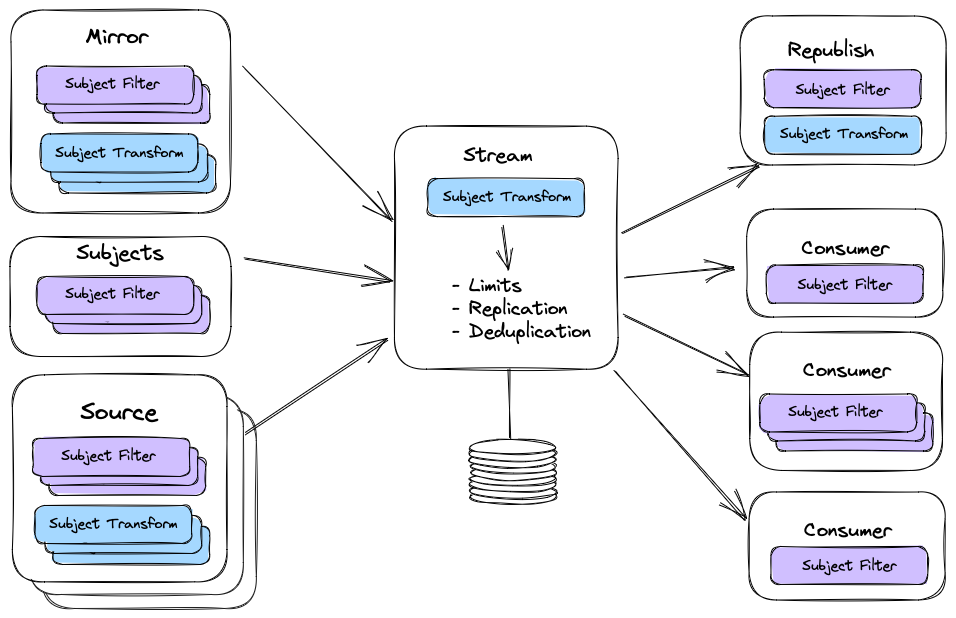 Mirror
Subject Filter
Subject Transform
Subjects
Subject Filter
Source
Subject Filter
Subject Transform
Stream
Subject Transform
- Limits
- Replication
- Deduplication
Republish
Subject Filter
Subject Transform
Consumer
Subject Filter
Consumer
Subject Filter
Consumer
Subject Filter